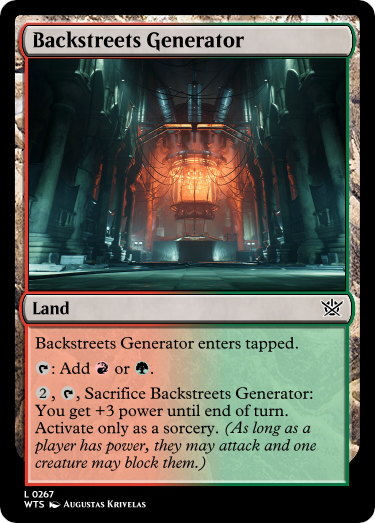 Backstreets Generator
Land
Backstreets Generator enters tapped.
: Add or .
2, , Sacrifice Backstreets Generator:
You get +3 power until end of turn.
Activate only as a sorcery. (As long as a
player has power, they may attack and one
creature may block them.)
L 0267
WTS AUGUSTAS KRIVELAS